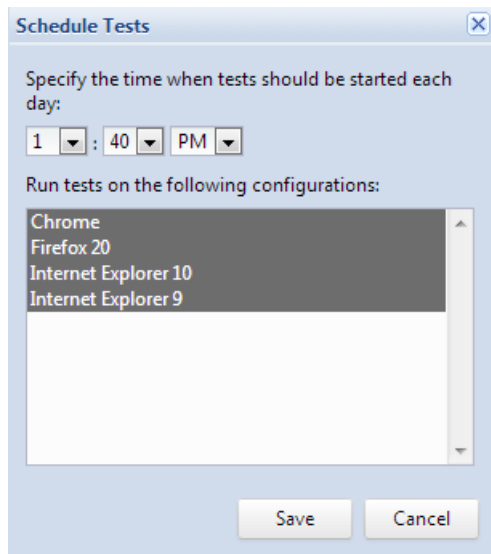 Schedule Tests
Specify the time when tests should be started each
day:
1 : 40 PM
Run tests on the following configurations:
Chrome
Firefox 20
Internet Explorer 10
Internet Explorer 9
Save Cancel